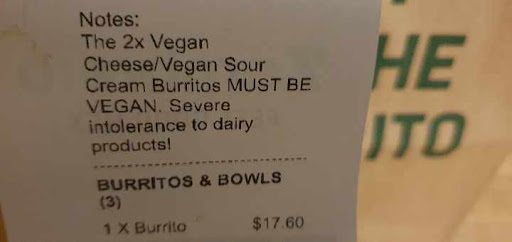 Notes:
The 2x Vegan
Cheese/Vegan Sour
Cream Burritos MUST BE
VEGAN. Severe
intolerance to dairy
products!
BURRITOS & BOWLS
(3)
1 X Burrito $17.60
HE
ITO